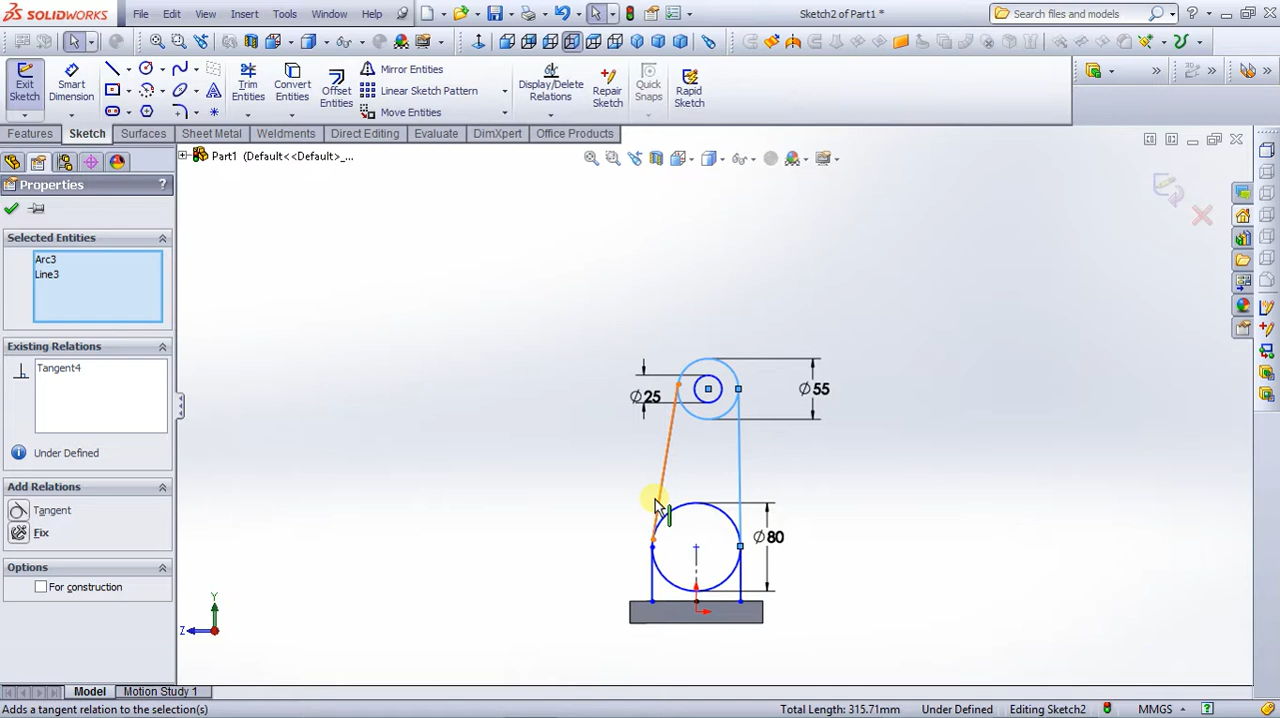 SOLIDWORKS File Edit View Insert Tools Window Help Sketch2 of Part1 * Search files and models
Exit Sketch
Smart Dimension
Trim Entities
Convert Entities
Offset Entities
Mirror Entities
Linear Sketch Pattern
Move Entities
Display/Delete Relations
Repair Sketch
Quick Snaps
Rapid Sketch
Features Sketch Surfaces Sheet Metal Weldments Direct Editing Evaluate DimXpert Office Products
Part1 (Default<<Default>_...
Properties ?
Selected Entities
Arc3
Line3
Existing Relations
Tangent4
Under Defined
Add Relations
Tangent
Fix
Options
For construction
Ø25
Ø55
Ø80
Y
Z
Model Motion Study 1
Adds a tangent relation to the selection(s) Total Length: 315.71mm Under Defined Editing Sketch2 MMGS ?